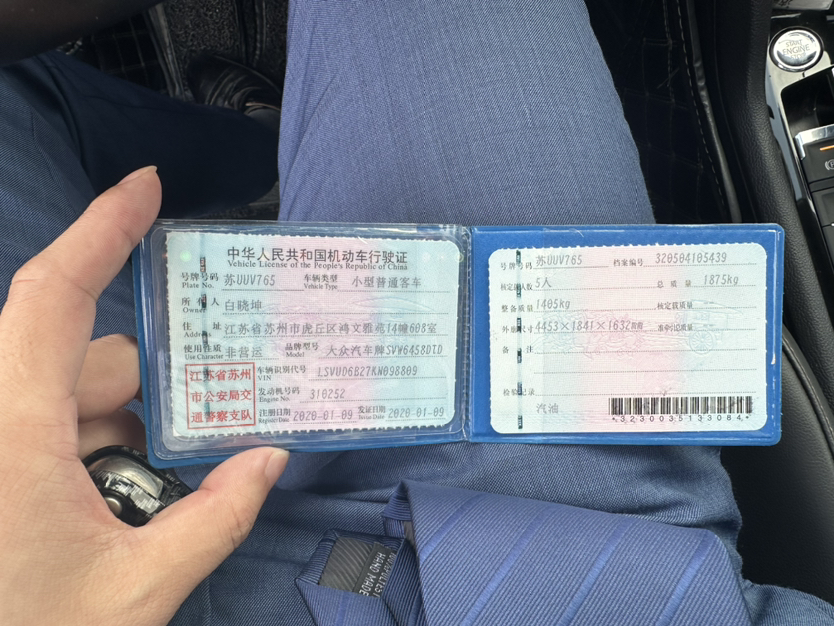 中华人民共和国机动车行驶证
Vehicle License of the People's Republic of China
号牌号码 苏UUV765 车辆类型 小型普通客车
Plate No. Vehicle Type
所有人 白晓坤
Owner
住址 江苏省苏州市虎丘区鸿文雅苑14幢608室
Address
使用性质 非营运 品牌型号 大众汽车牌SVW6458DTD
Use Character Model
江苏省苏州
市公安局交
通警察支队
车辆识别代号 LSVUD6B27KN098809
VIN
发动机号码 310252
Engine No.
注册日期 2020-01-09 发证日期 2020-01-09
Register Date Issue Date
号牌号码 苏UUV765 档案编号 320504105439
核定载人数 5人 总质量 1875kg
整备质量 1405kg 核定载质量
外廓尺寸 4453×1841×1632mm 准牵引总质量
备注
检验记录
汽油
*3230035133084*
START
ENGINE
HAND MADE